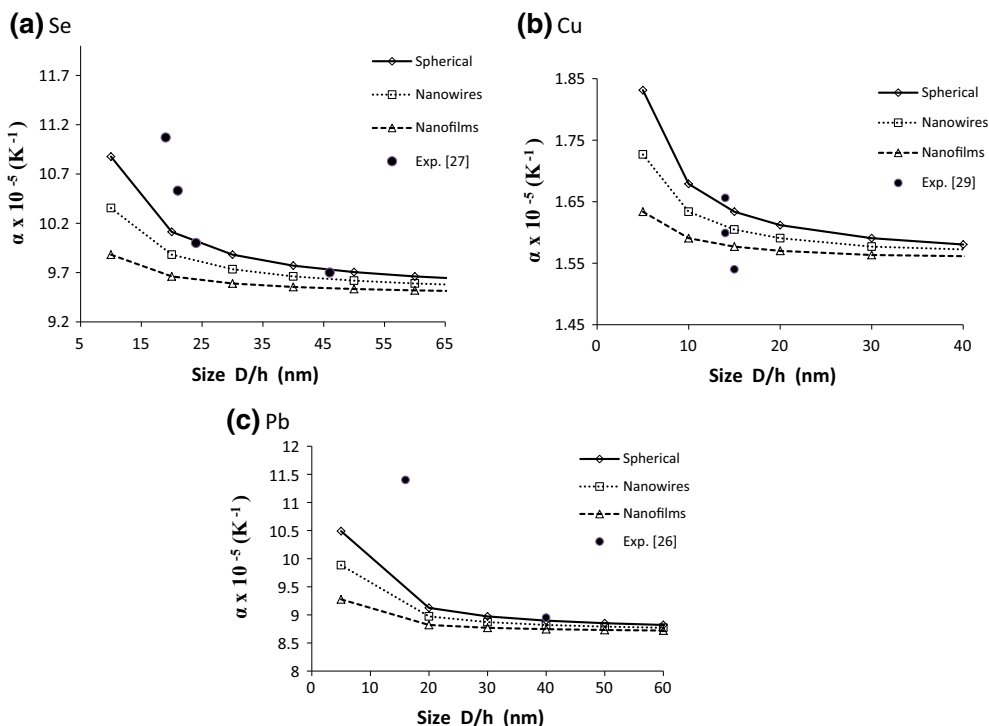 (a) Se
α x 10 -5 (K -1 )
11.7
11.2
10.7
10.2
9.7
9.2
5 15 25 35 45 55 65
Size D/h (nm)
Spherical
Nanowires
Nanofilms
Exp. [27]
(b) Cu
α x 10 -5 (K -1 )
1.85
1.75
1.65
1.55
1.45
0 10 20 30 40
Size D/h (nm)
Spherical
Nanowires
Nanofilms
Exp. [29]
(c) Pb
α x 10 -5 (K -1 )
12
11.5
11
10.5
10
9.5
9
8.5
8
0 10 20 30 40 50 60
Size D/h (nm)
Spherical
Nanowires
Nanofilms
Exp. [26]